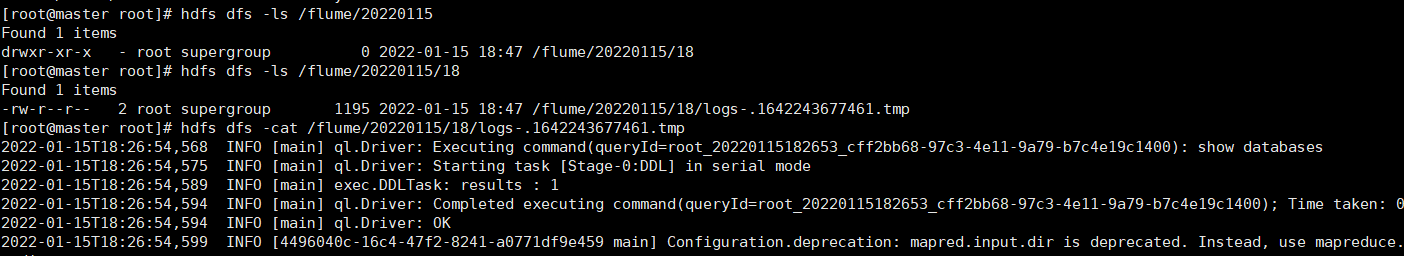 [root@master root]# hdfs dfs -ls /flume/20220115
Found 1 items
drwxr-xr-x   - root supergroup          0 2022-01-15 18:47 /flume/20220115/18
[root@master root]# hdfs dfs -ls /flume/20220115/18
Found 1 items
-rw-r--r--   2 root supergroup       1195 2022-01-15 18:47 /flume/20220115/18/logs-.1642243677461.tmp
[root@master root]# hdfs dfs -cat /flume/20220115/18/logs-.1642243677461.tmp
2022-01-15T18:26:54,568  INFO [main] ql.Driver: Executing command(queryId=root_20220115182653_cff2bb68-97c3-4e11-9a79-b7c4e19c1400): show databases
2022-01-15T18:26:54,575  INFO [main] ql.Driver: Starting task [Stage-0:DDL] in serial mode
2022-01-15T18:26:54,589  INFO [main] exec.DDLTask: results : 1
2022-01-15T18:26:54,594  INFO [main] ql.Driver: Completed executing command(queryId=root_20220115182653_cff2bb68-97c3-4e11-9a79-b7c4e19c1400); Time taken: 0
2022-01-15T18:26:54,594  INFO [main] ql.Driver: OK
2022-01-15T18:26:54,599  INFO [4496040c-16c4-47f2-8241-a0771df9e459 main] Configuration.deprecation: mapred.input.dir is deprecated. Instead, use mapreduce.